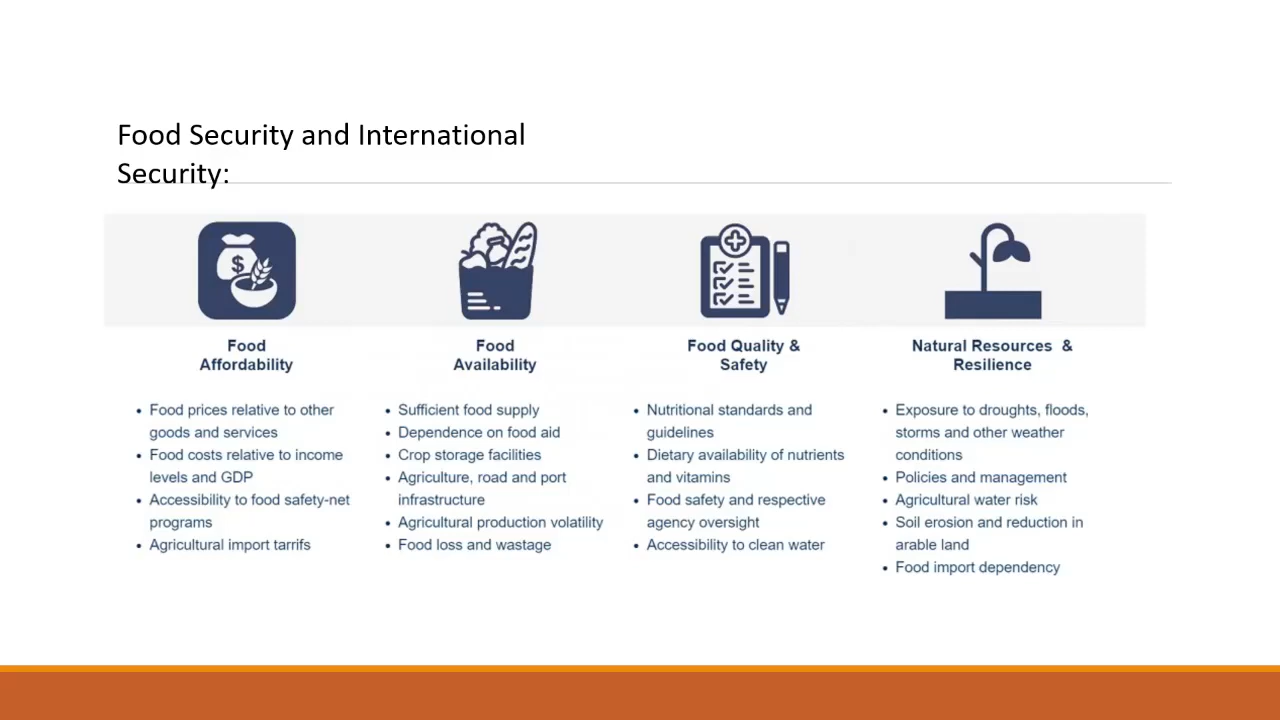 Food Security and International
Security:
$
Food
Affordability
Food prices relative to other
goods and services
Food costs relative to income
levels and GDP
Accessibility to food safety-net
programs
Agricultural import tarrifs
Food
Availability
Sufficient food supply
Dependence on food aid
Crop storage facilities
Agriculture, road and port
infrastructure
Agricultural production volatility
Food loss and wastage
Food Quality &
Safety
Nutritional standards and
guidelines
Dietary availability of nutrients
and vitamins
Food safety and respective
agency oversight
Accessibility to clean water
Natural Resources &
Resilience
Exposure to droughts, floods,
storms and other weather
conditions
Policies and management
Agricultural water risk
Soil erosion and reduction in
arable land
Food import dependency